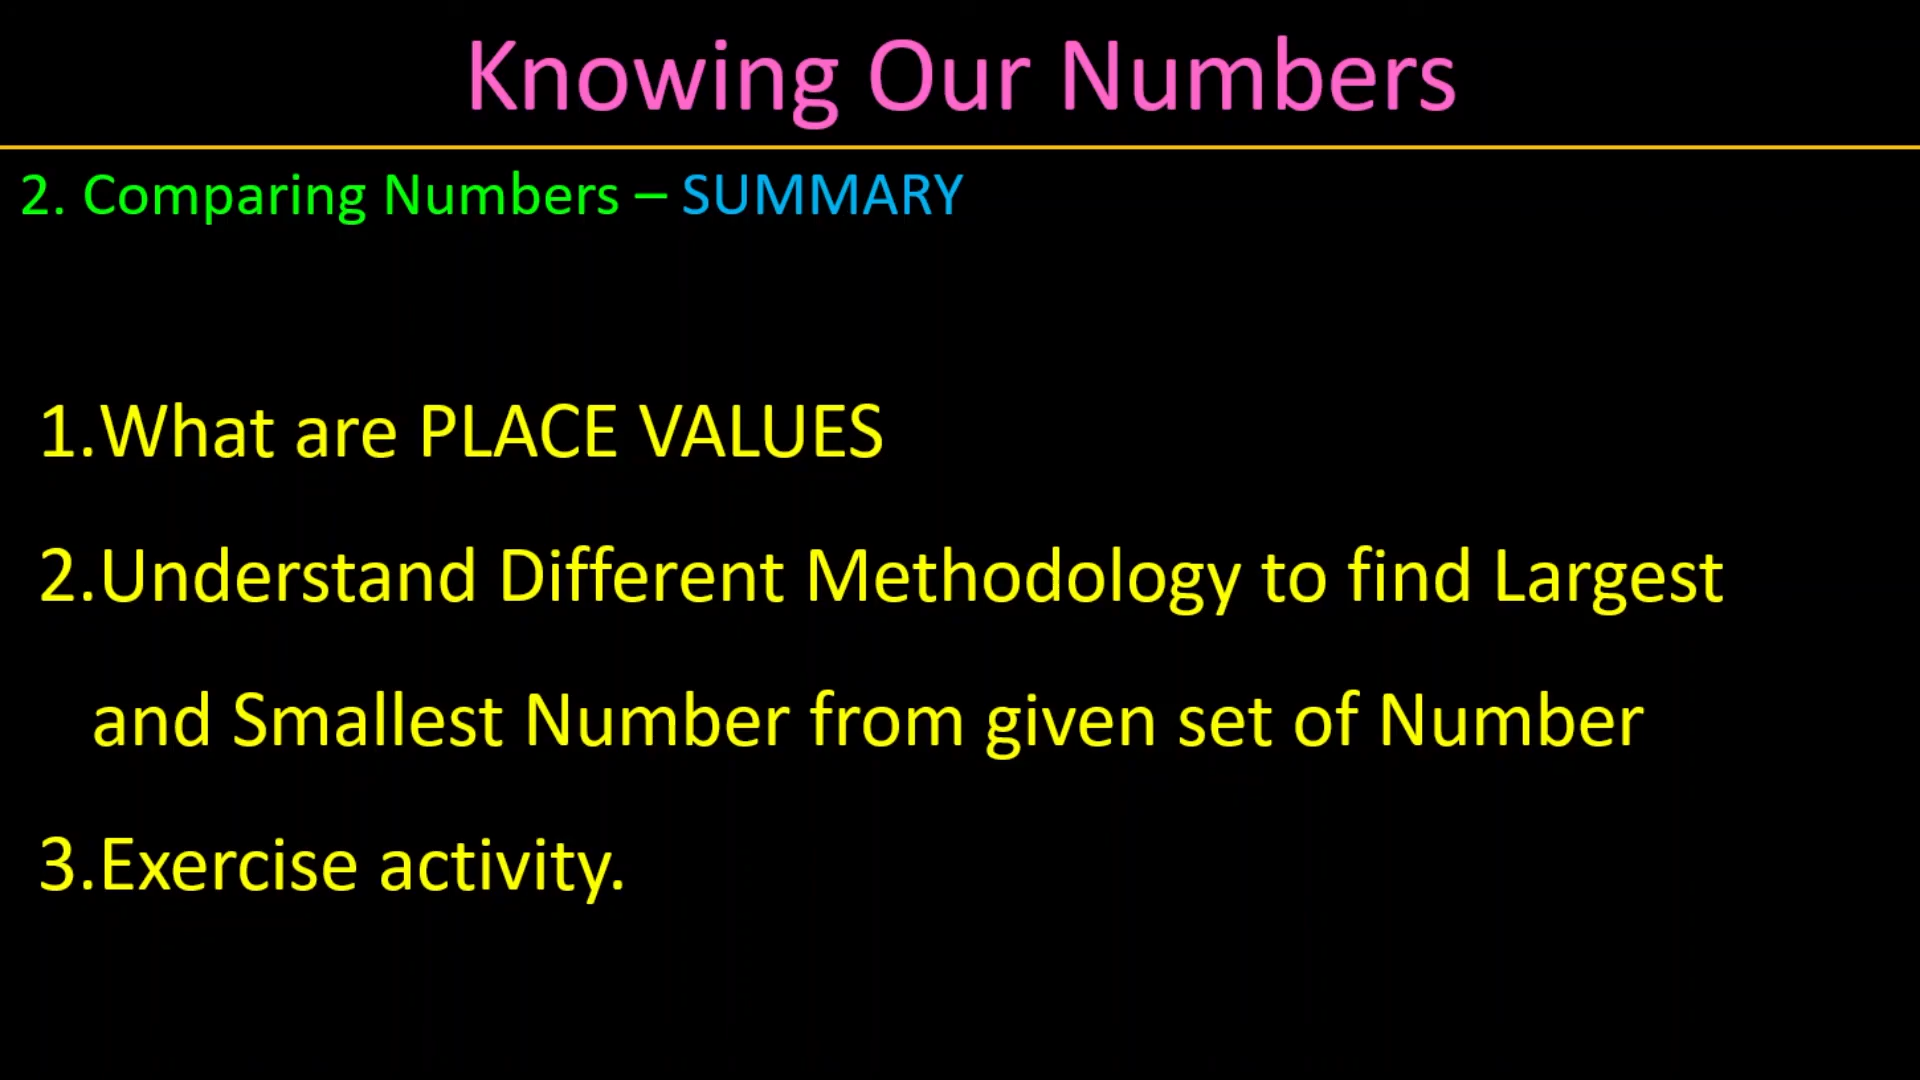 Knowing Our Numbers
2. Comparing Numbers – SUMMARY
1.What are PLACE VALUES
2.Understand Different Methodology to find Largest
and Smallest Number from given set of Number
3.Exercise activity.